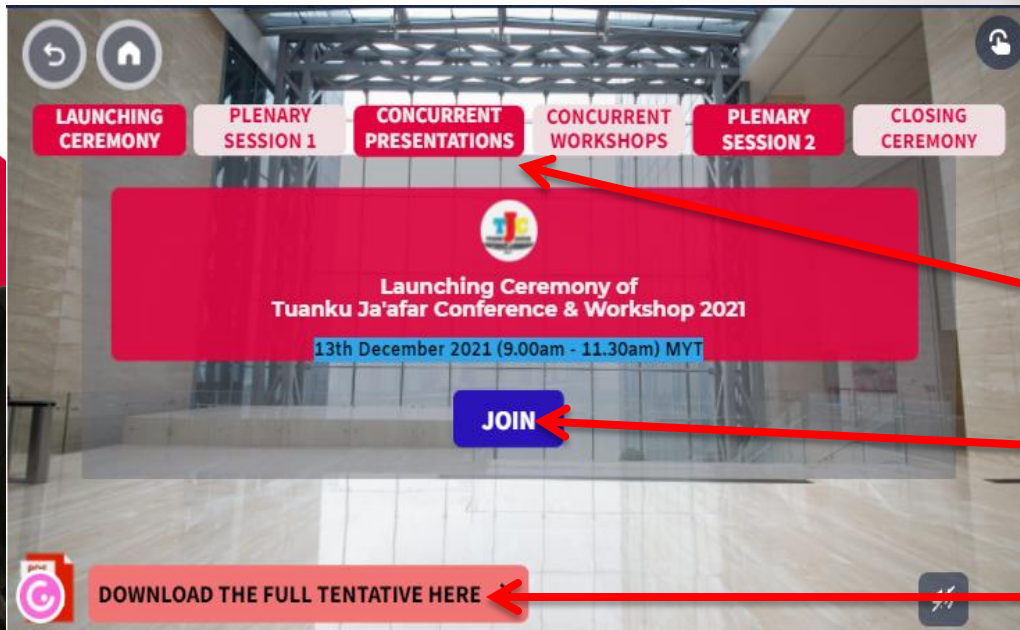 LAUNCHING
CEREMONY
PLENARY
SESSION 1
CONCURRENT
PRESENTATIONS
CONCURRENT
WORKSHOPS
PLENARY
SESSION 2
CLOSING
CEREMONY
TJC
Launching Ceremony of
Tuanku Ja'afar Conference & Workshop 2021
13th December 2021 (9.00am - 11.30am) MYT
JOIN
DOWNLOAD THE FULL TENTATIVE HERE